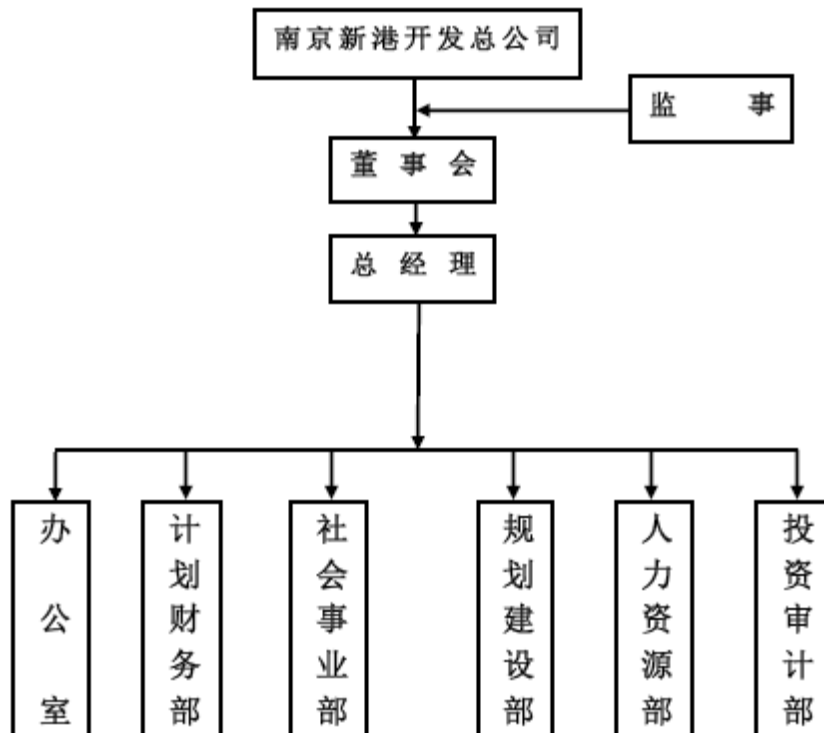 南京新港开发总公司
监事
董事会
总经理
办公室
计划财务部
社会事业部
规划建设部
人力资源部
投资审计部